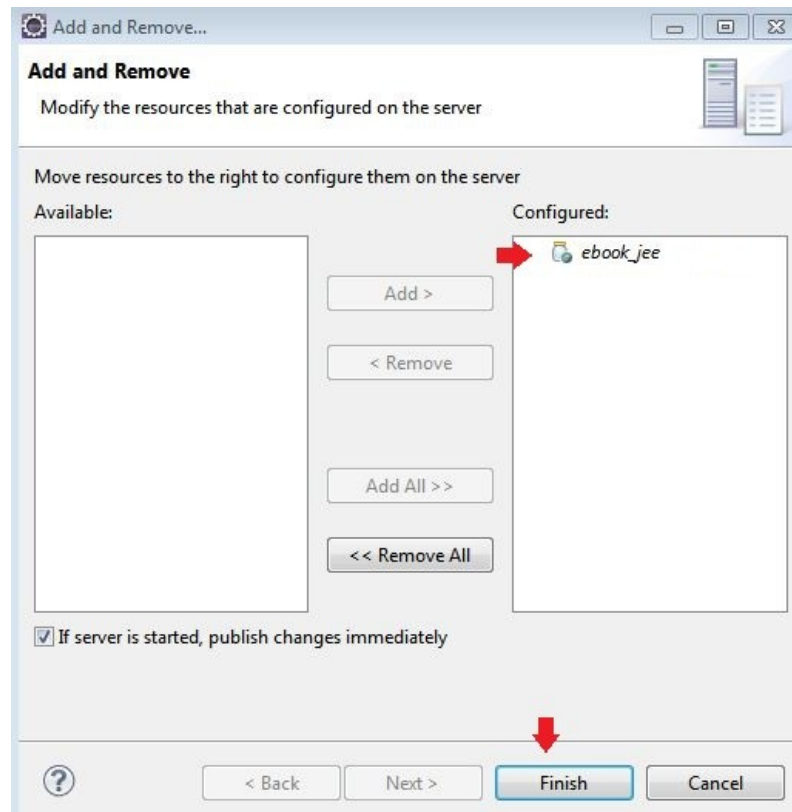 Add and Remove...
Add and Remove
Modify the resources that are configured on the server
Move resources to the right to configure them on the server
Available:
Configured:
ebook_jee
Add >
< Remove
Add All >>
<< Remove All
If server is started, publish changes immediately
?
< Back
Next >
Finish
Cancel